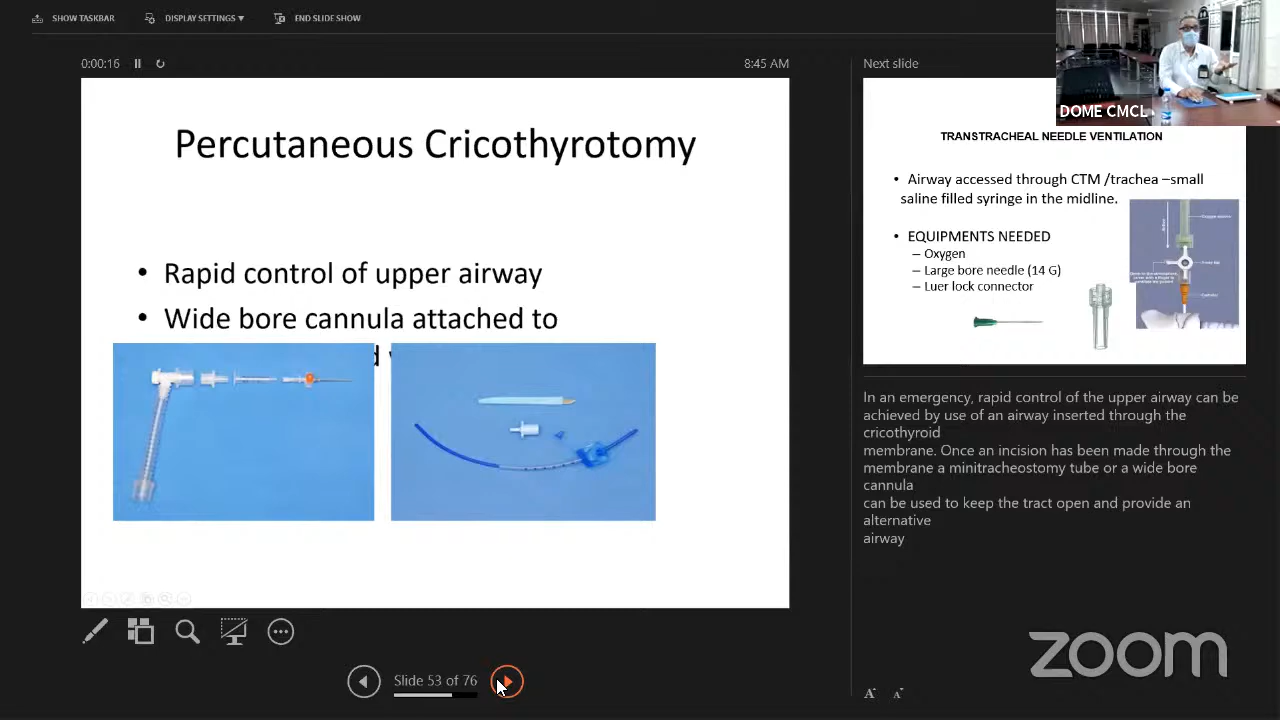 SHOW TASKBAR
DISPLAY SETTINGS ▾
END SLIDE SHOW
0:00:16
8:45 AM
Percutaneous Cricothyrotomy
• Rapid control of upper airway
• Wide bore cannula attached to
Slide 53 of 76
Next slide
DOME CMCL
TRANSTRACHEAL NEEDLE VENTILATION
• Airway accessed through CTM /trachea –small
saline filled syringe in the midline.
• EQUIPMENTS NEEDED
– Oxygen
– Large bore needle (14 G)
– Luer lock connector
In an emergency, rapid control of the upper airway can be
achieved by use of an airway inserted through the
cricothyroid
membrane. Once an incision has been made through the
membrane a minitracheostomy tube or a wide bore
cannula
can be used to keep the tract open and provide an
alternative
airway
zoom
A A